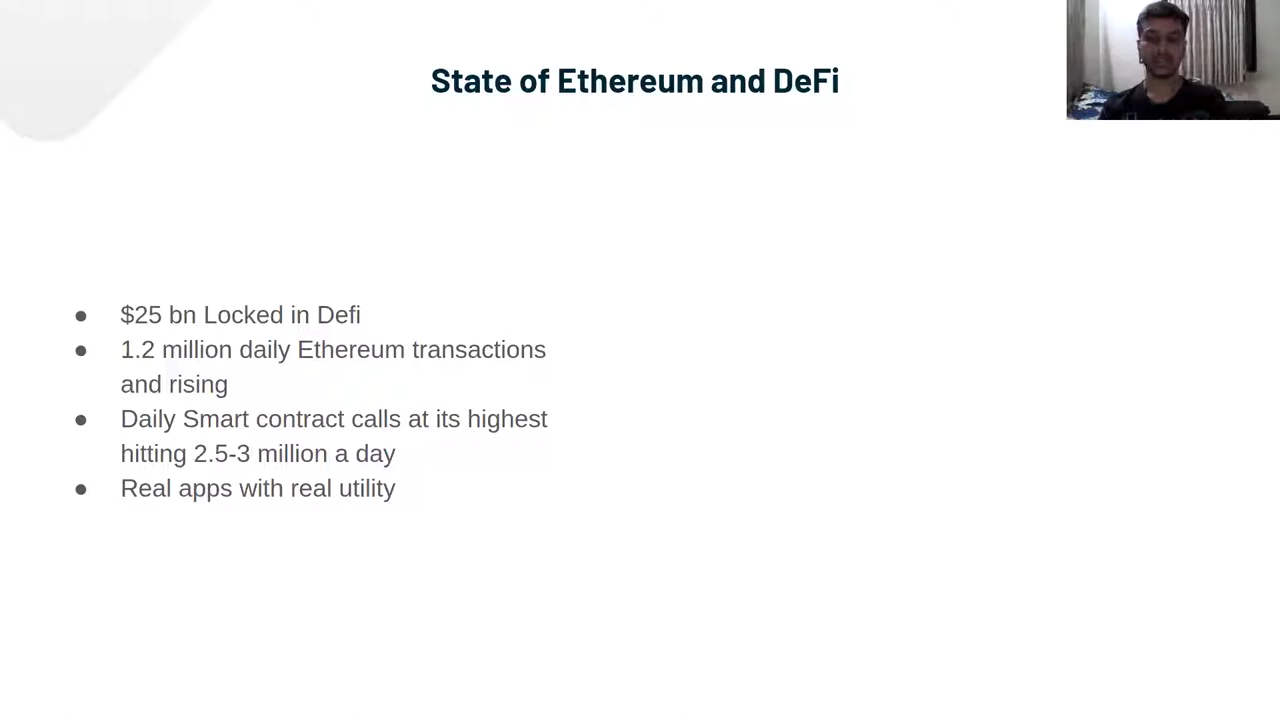 State of Ethereum and DeFi
● $25 bn Locked in Defi
● 1.2 million daily Ethereum transactions
and rising
● Daily Smart contract calls at its highest
hitting 2.5-3 million a day
● Real apps with real utility